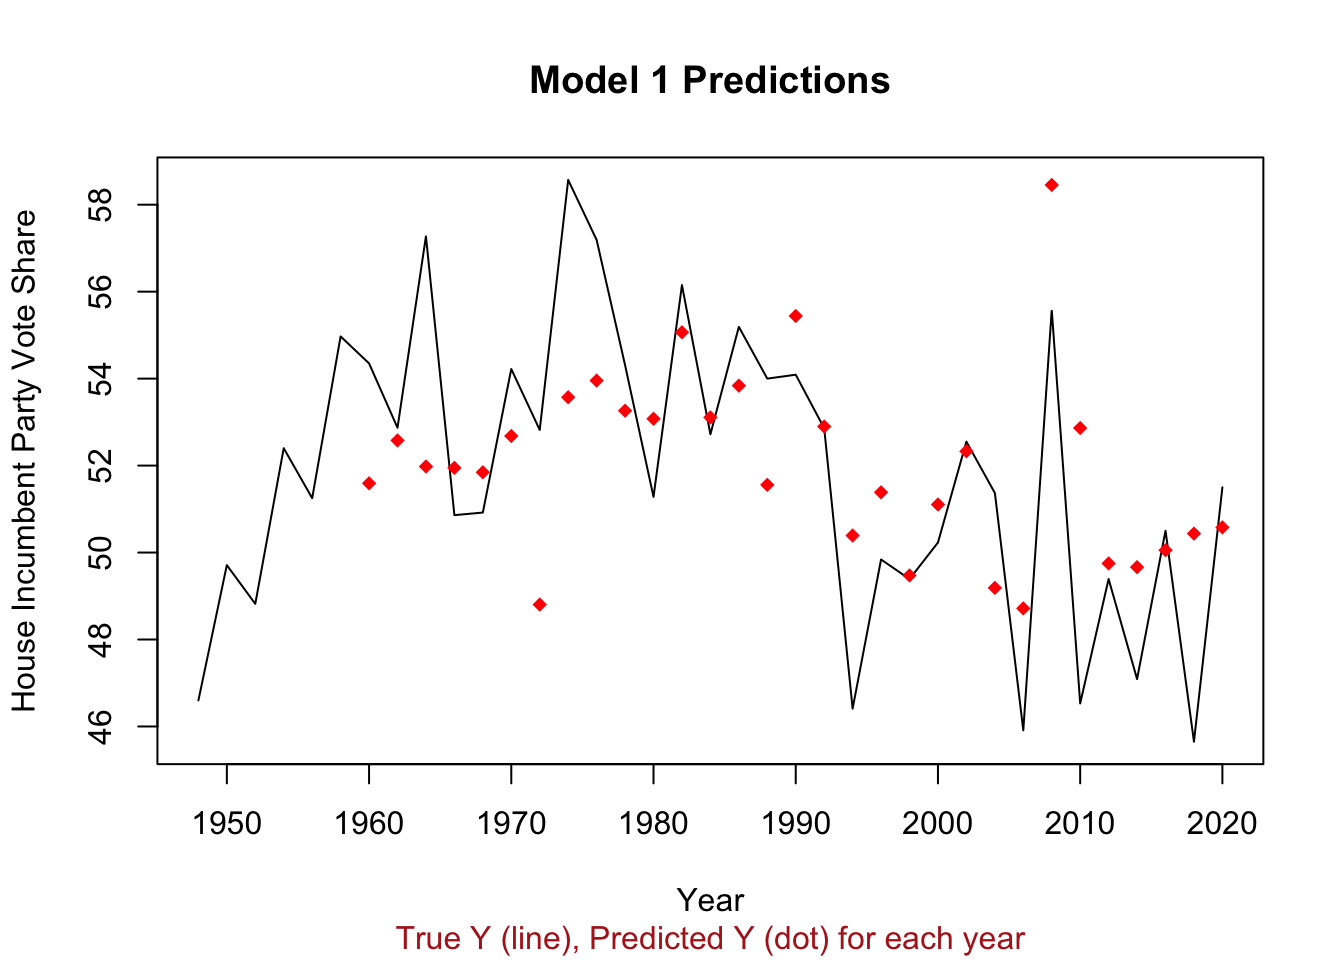 Model 1 Predictions
House Incumbent Party Vote Share
58
56
54
52
50
48
46
1950 1960 1970 1980 1990 2000 2010 2020
Year
True Y (line), Predicted Y (dot) for each year